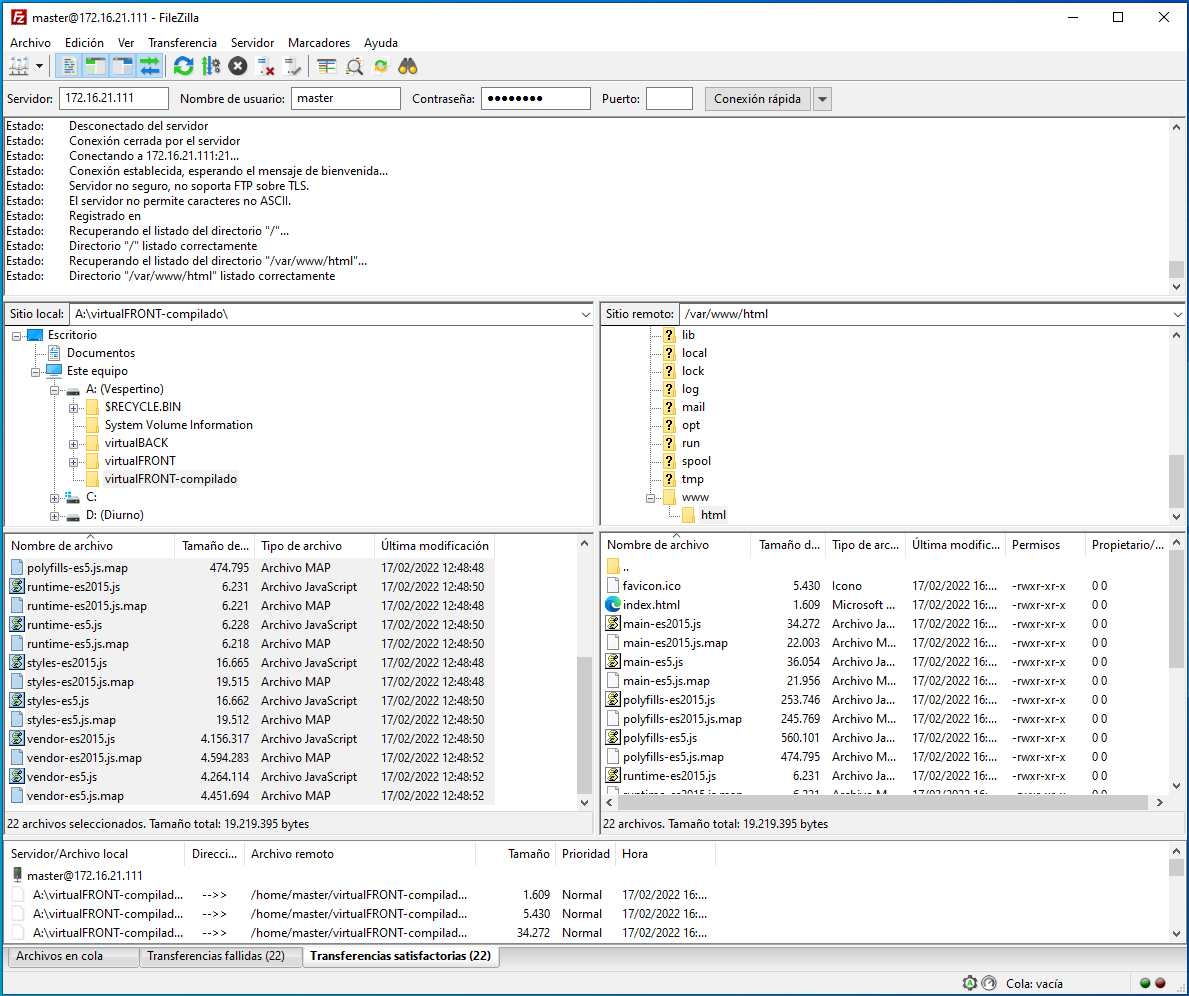 master@172.16.21.111 - FileZilla
Archivo Edición Ver Transferencia Servidor Marcadores Ayuda
Servidor: 172.16.21.111 Nombre de usuario: master Contraseña: ●●●●●●●● Puerto: Conexión rápida
Estado: Desconectado del servidor
Estado: Conexión cerrada por el servidor
Estado: Conectando a 172.16.21.111:21...
Estado: Conexión establecida, esperando el mensaje de bienvenida...
Estado: Servidor no seguro, no soporta FTP sobre TLS.
Estado: El servidor no permite caracteres no ASCII.
Estado: Registrado en
Estado: Recuperando el listado del directorio "/"...
Estado: Directorio "/" listado correctamente
Estado: Recuperando el listado del directorio "/var/www/html"...
Estado: Directorio "/var/www/html" listado correctamente
Sitio local: A:\virtualFRONT-compilado\
Escritorio
Documentos
Este equipo
A: (Vespertino)
$RECYCLE.BIN
System Volume Information
virtualBACK
virtualFRONT
virtualFRONT-compilado
C:
D: (Diurno)
Sitio remoto: /var/www/html
lib
local
lock
log
mail
opt
run
spool
tmp
www
html
Nombre de archivo Tamaño de... Tipo de archivo Última modificación
polyfills-es5.js.map 474.795 Archivo MAP 17/02/2022 12:48:48
runtime-es2015.js 6.231 Archivo JavaScript 17/02/2022 12:48:50
runtime-es2015.js.map 6.221 Archivo MAP 17/02/2022 12:48:48
runtime-es5.js 6.228 Archivo JavaScript 17/02/2022 12:48:50
runtime-es5.js.map 6.218 Archivo MAP 17/02/2022 12:48:50
styles-es2015.js 16.665 Archivo JavaScript 17/02/2022 12:48:48
styles-es2015.js.map 19.515 Archivo MAP 17/02/2022 12:48:48
styles-es5.js 16.662 Archivo JavaScript 17/02/2022 12:48:50
styles-es5.js.map 19.512 Archivo MAP 17/02/2022 12:48:50
vendor-es2015.js 4.156.317 Archivo JavaScript 17/02/2022 12:48:50
vendor-es2015.js.map 4.594.283 Archivo MAP 17/02/2022 12:48:52
vendor-es5.js 4.264.114 Archivo JavaScript 17/02/2022 12:48:52
vendor-es5.js.map 4.451.694 Archivo MAP 17/02/2022 12:48:52
22 archivos seleccionados. Tamaño total: 19.219.395 bytes
Nombre de archivo Tamaño d... Tipo de arc... Última modific... Permisos Propietario/...
..
favicon.ico 5.430 Icono 17/02/2022 16:... -rwxr-xr-x 0 0
index.html 1.609 Microsoft ... 17/02/2022 16:... -rwxr-xr-x 0 0
main-es2015.js 34.272 Archivo Ja... 17/02/2022 16:... -rwxr-xr-x 0 0
main-es2015.js.map 22.003 Archivo M... 17/02/2022 16:... -rwxr-xr-x 0 0
main-es5.js 36.054 Archivo Ja... 17/02/2022 16:... -rwxr-xr-x 0 0
main-es5.js.map 21.956 Archivo M... 17/02/2022 16:... -rwxr-xr-x 0 0
polyfills-es2015.js 253.746 Archivo Ja... 17/02/2022 16:... -rwxr-xr-x 0 0
polyfills-es2015.js.map 245.769 Archivo M... 17/02/2022 16:... -rwxr-xr-x 0 0
polyfills-es5.js 560.101 Archivo Ja... 17/02/2022 16:... -rwxr-xr-x 0 0
polyfills-es5.js.map 474.795 Archivo M... 17/02/2022 16:... -rwxr-xr-x 0 0
runtime-es2015.js 6.231 Archivo Ja... 17/02/2022 16:... -rwxr-xr-x 0 0
22 archivos. Tamaño total: 19.219.395 bytes
Servidor/Archivo local Direcci... Archivo remoto Tamaño Prioridad Hora
master@172.16.21.111
A:\virtualFRONT-compilad... -->> /home/master/virtualFRONT-compilad... 1.609 Normal 17/02/2022 16:...
A:\virtualFRONT-compilad... -->> /home/master/virtualFRONT-compilad... 5.430 Normal 17/02/2022 16:...
A:\virtualFRONT-compilad... -->> /home/master/virtualFRONT-compilad... 34.272 Normal 17/02/2022 16:...
Archivos en cola Transferencias fallidas (22) Transferencias satisfactorias (22)
Cola: vacía